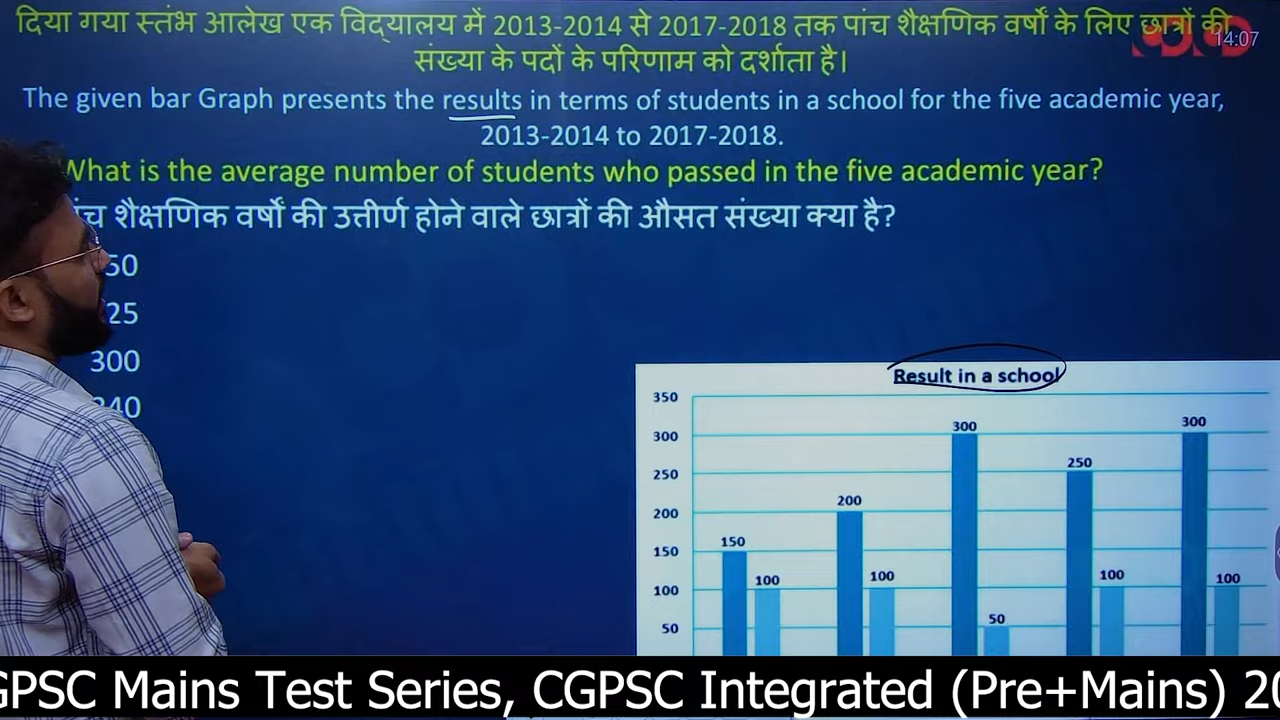 दिया गया स्तंभ आलेख एक विद्यालय में 2013-2014 से 2017-2018 तक पांच शैक्षणिक वर्षों के लिए छात्रों की
14:07
संख्या के पदों के परिणाम को दर्शाता है।
The given bar Graph presents the results in terms of students in a school for the five academic year,
2013-2014 to 2017-2018.
What is the average number of students who passed in the five academic year?
शैक्षणिक वर्षों की उत्तीर्ण होने वाले छात्रों की औसत संख्या क्या है?
50
25
300
240
Result in a school
350
300
250
200
150
100
50
150
100
200
100
300
50
250
100
300
100
GPSC Mains Test Series, CGPSC Integrated (Pre+Mains) 20